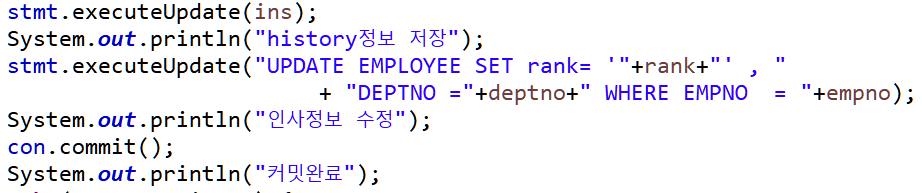 stmt.executeUpdate(ins);
System.out.println("history정보 저장");
stmt.executeUpdate("UPDATE EMPLOYEE SET rank= '"+rank+"' , "
+ "DEPTNO ="+deptno+" WHERE EMPNO  = "+empno);
System.out.println("인사정보 수정");
con.commit();
System.out.println("커밋완료");